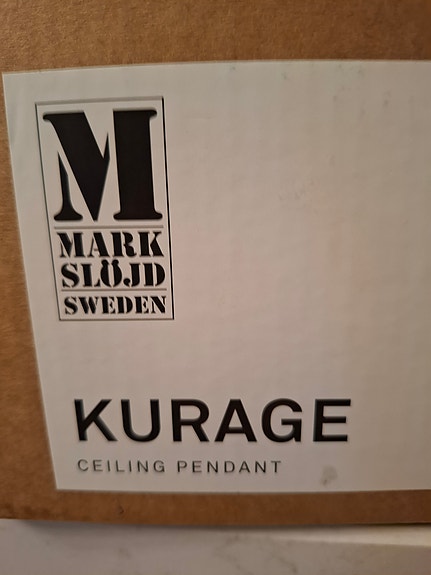 M
MARK
SLÖJD
SWEDEN
KURAGE
CEILING PENDANT